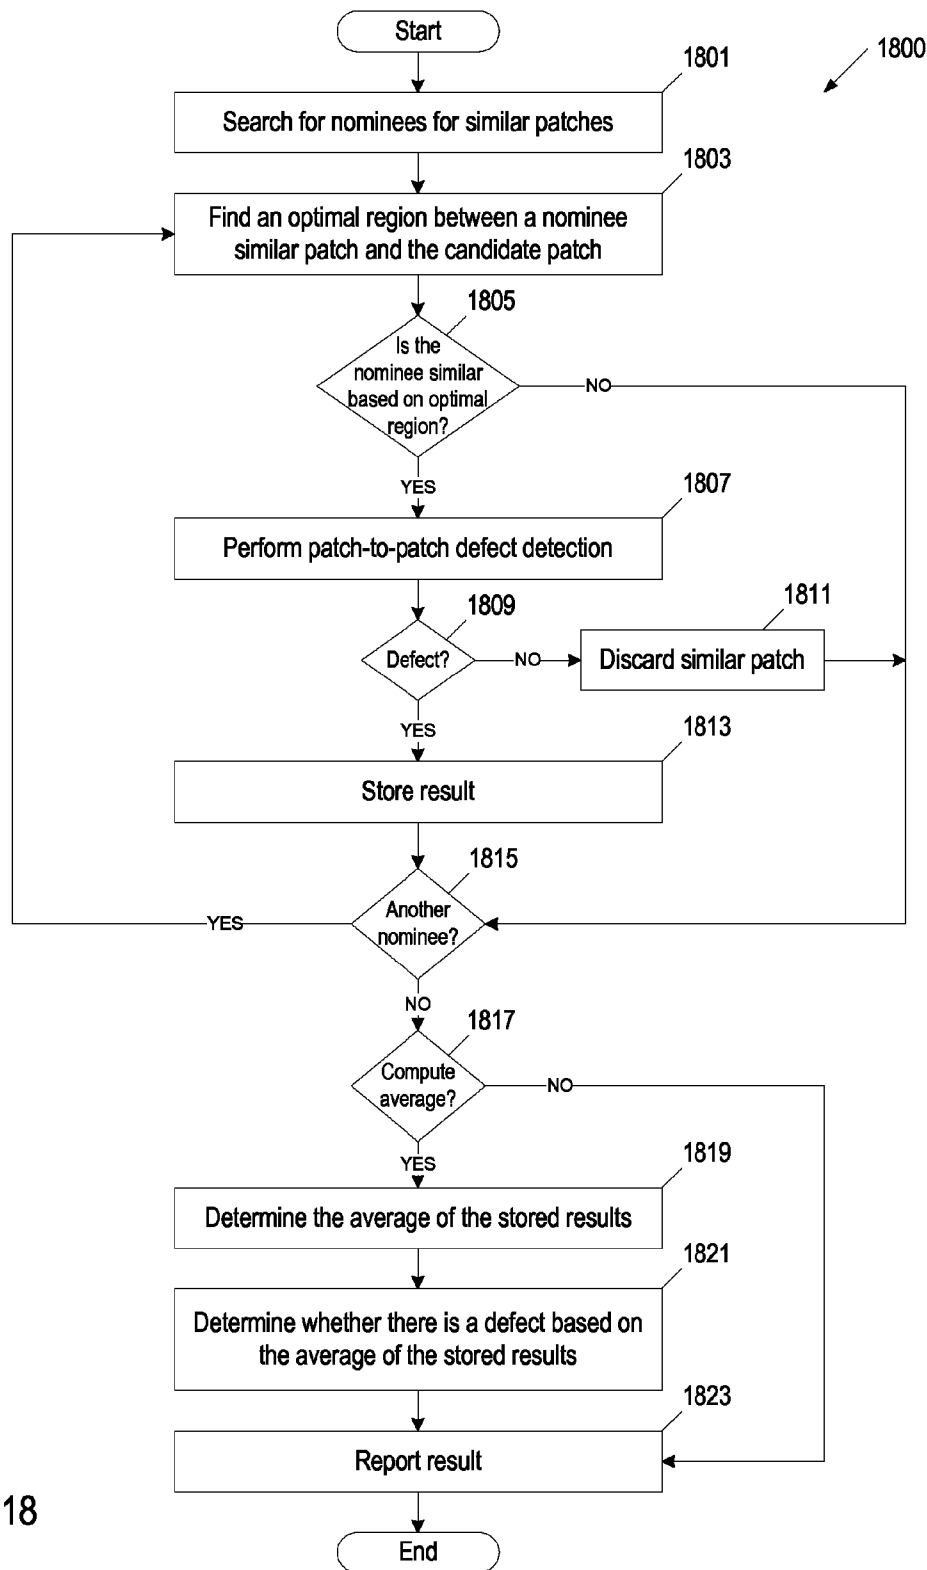 Start
1800
1801
Search for nominees for similar patches
1803
Find an optimal region between a nominee
similar patch and the candidate patch
1805
Is the
nominee similar
based on optimal
region?
NO
YES
1807
Perform patch-to-patch defect detection
1809
Defect?
NO
1811
Discard similar patch
YES
1813
Store result
1815
Another
nominee?
YES
NO
1817
Compute
average?
NO
YES
1819
Determine the average of the stored results
1821
Determine whether there is a defect based on
the average of the stored results
1823
Report result
18
End